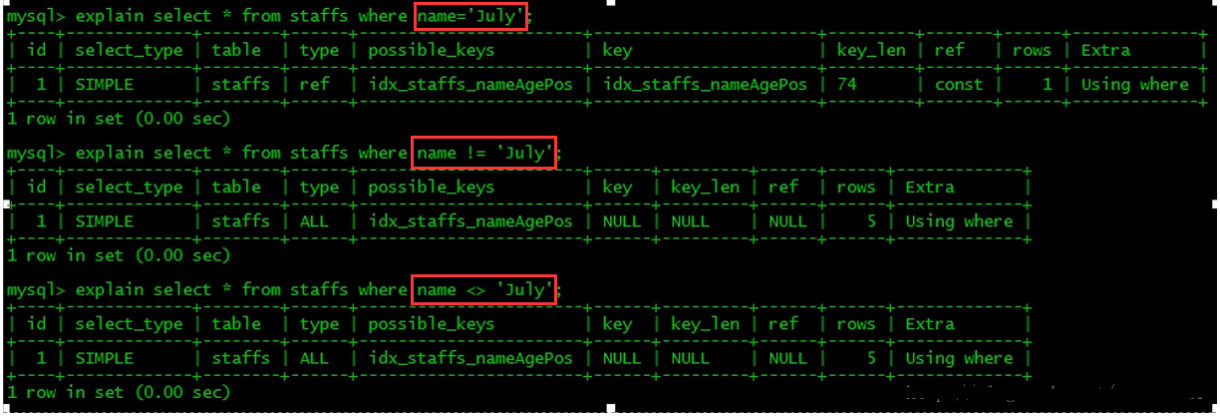 mysql> explain select * from staffs where name='July';
+----+-------------+--------+------+-----------------------+-----------------------+---------+-------+------+-------------+
| id | select_type | table | type | possible_keys | key | key_len | ref | rows | Extra |
| 1 | SIMPLE | staffs | ref | idx_staffs_nameAgePos | idx_staffs_nameAgePos | 74 | const | 1 | Using where |
1 row in set (0.00 sec)
mysql> explain select * from staffs where name != 'July';
| id | select_type | table | type | possible_keys | key | key_len | ref | rows | Extra |
| 1 | SIMPLE | staffs | ALL | idx_staffs_nameAgePos | NULL | NULL | NULL | 5 | Using where |
1 row in set (0.00 sec)
mysql> explain select * from staffs where name <> 'July';
| id | select_type | table | type | possible_keys | key | key_len | ref | rows | Extra |
| 1 | SIMPLE | staffs | ALL | idx_staffs_nameAgePos | NULL | NULL | NULL | 5 | Using where |
1 row in set (0.00 sec)